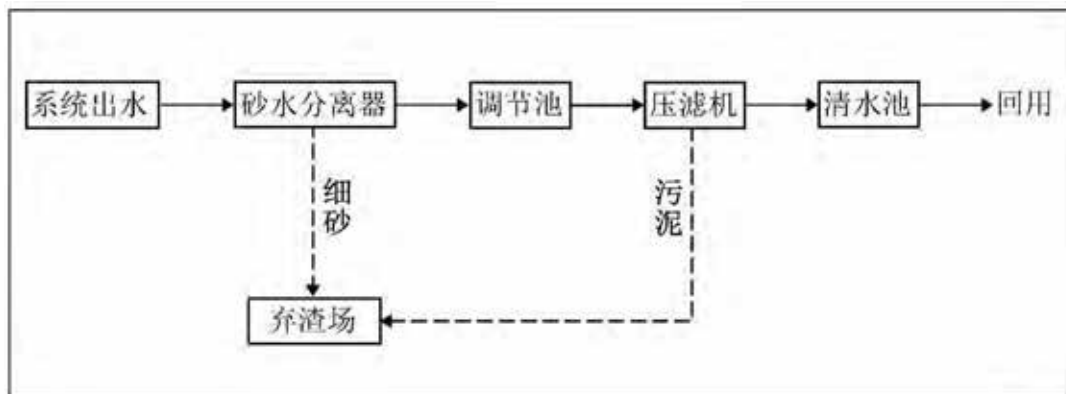 系统出水
砂水分离器
调节池
压滤机
清水池
回用
细砂
污泥
弃渣场